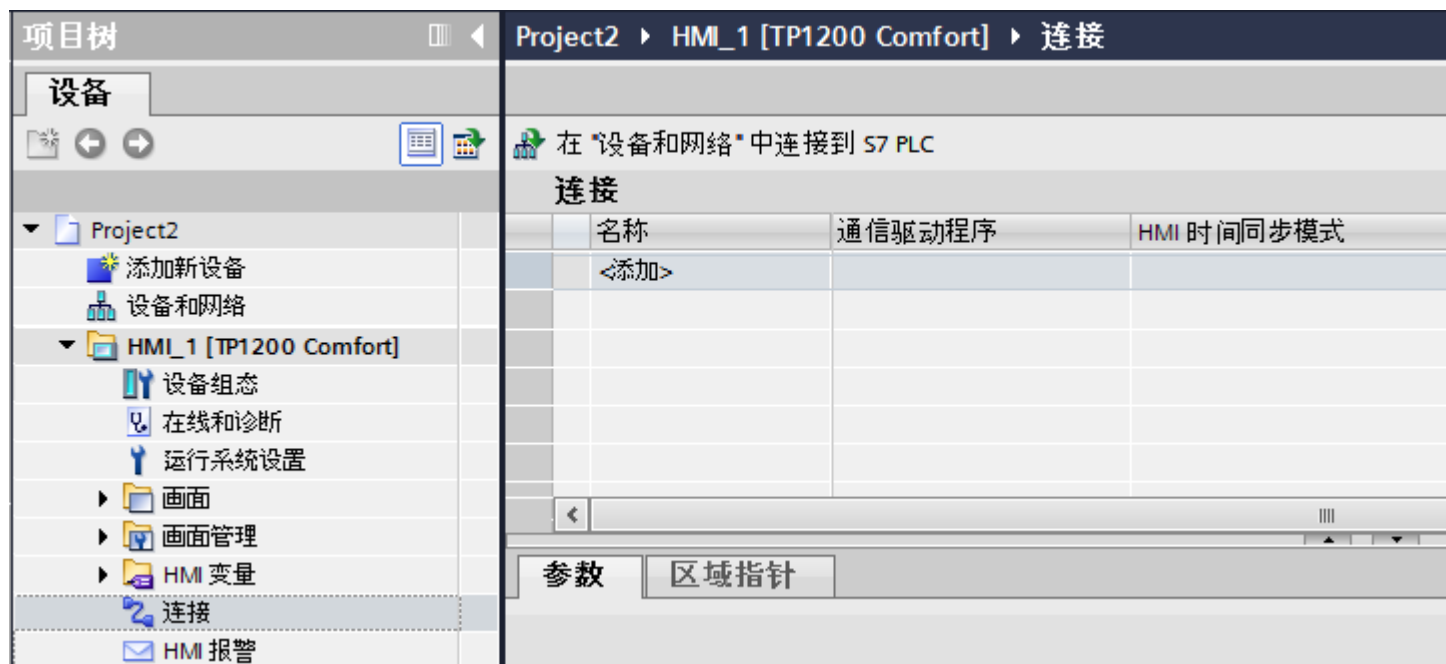 项目树
设备
Project2
添加新设备
设备和网络
HMI_1 [TP1200 Comfort]
设备组态
在线和诊断
运行系统设置
画面
画面管理
HMI 变量
连接
HMI 报警
Project2 HMI_1 [TP1200 Comfort] 连接
在 "设备和网络" 中连接到 S7 PLC
连接
名称 通信驱动程序 HMI 时间同步模式
<添加>
参数 区域指针